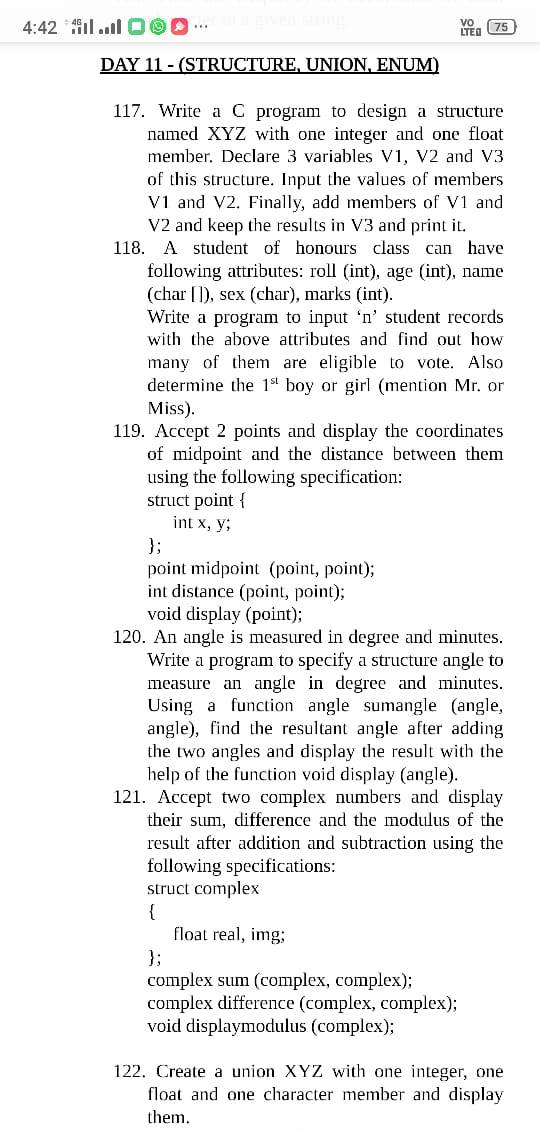 4:42 4G ...
VO
LTE
75
DAY 11 - (STRUCTURE, UNION, ENUM)
117. Write a C program to design a structure
named XYZ with one integer and one float
member. Declare 3 variables V1, V2 and V3
of this structure. Input the values of members
V1 and V2. Finally, add members of V1 and
V2 and keep the results in V3 and print it.
118. A student of honours class can have
following attributes: roll (int), age (int), name
(char []), sex (char), marks (int).
Write a program to input ‘n’ student records
with the above attributes and find out how
many of them are eligible to vote. Also
determine the 1st boy or girl (mention Mr. or
Miss).
119. Accept 2 points and display the coordinates
of midpoint and the distance between them
using the following specification:
struct point {
int x, y;
};
point midpoint (point, point);
int distance (point, point);
void display (point);
120. An angle is measured in degree and minutes.
Write a program to specify a structure angle to
measure an angle in degree and minutes.
Using a function angle sumangle (angle,
angle), find the resultant angle after adding
the two angles and display the result with the
help of the function void display (angle).
121. Accept two complex numbers and display
their sum, difference and the modulus of the
result after addition and subtraction using the
following specifications:
struct complex
{
float real, img;
};
complex sum (complex, complex);
complex difference (complex, complex);
void displaymodulus (complex);
122. Create a union XYZ with one integer, one
float and one character member and display
them.